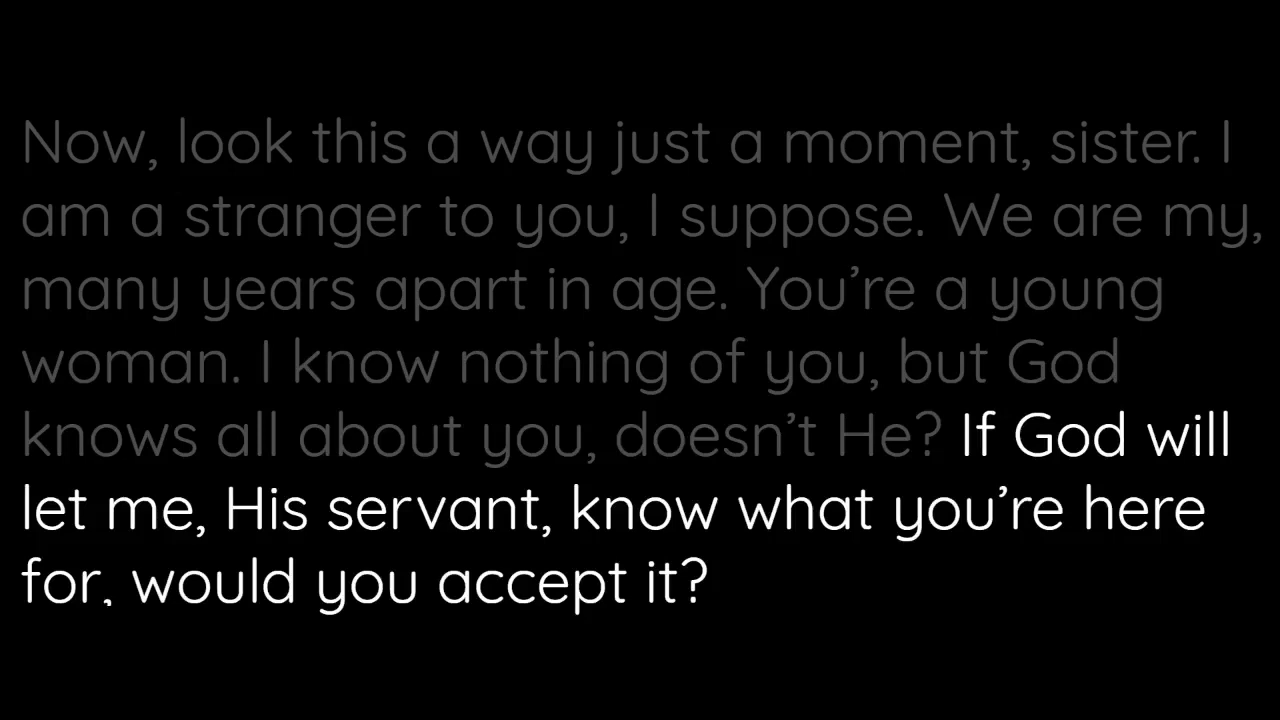 Now, look this a way just a moment, sister. I
am a stranger to you, I suppose. We are my,
many years apart in age. You’re a young
woman. I know nothing of you, but God
knows all about you, doesn’t He? If God will
let me, His servant, know what you’re here
for, would you accept it?